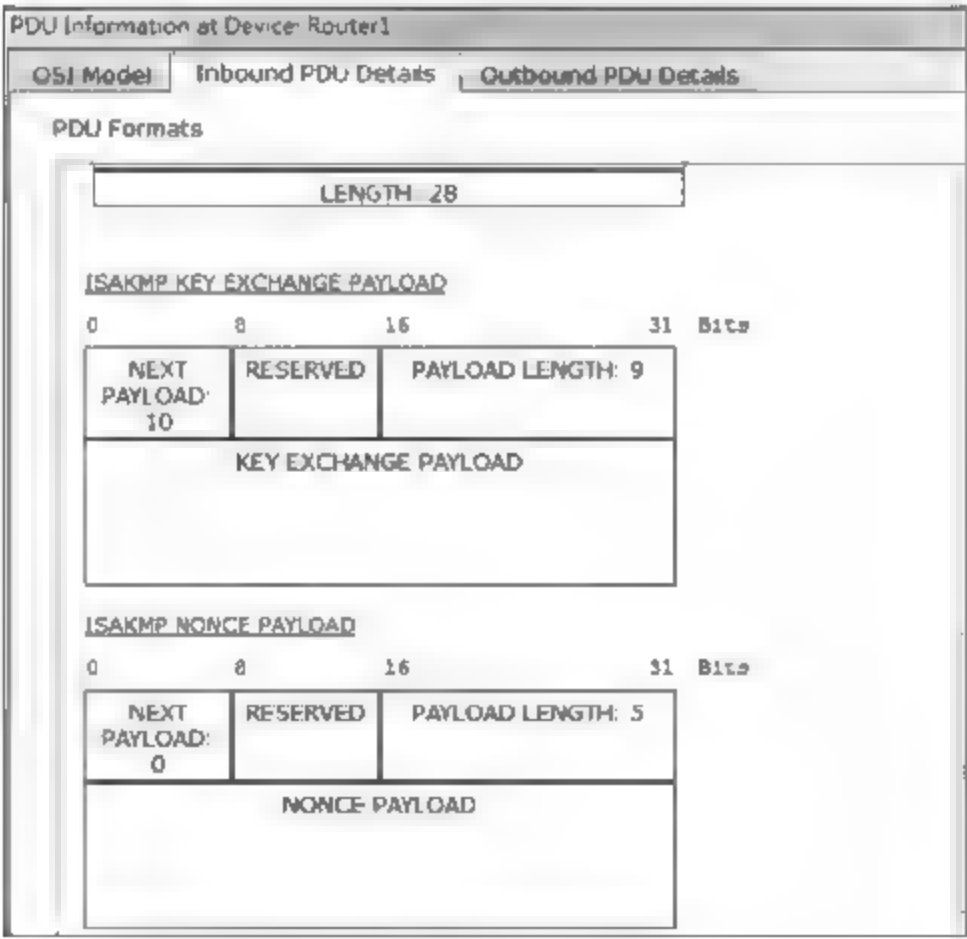 PDU Information at Device: Router1
OSI Model Inbound PDU Details Outbound PDU Details
PDU Formats
LENGTH: 28
ISAKMP KEY EXCHANGE PAYLOAD
0 8 16 31 Bits
NEXT PAYLOAD: 10 RESERVED PAYLOAD LENGTH: 9
KEY EXCHANGE PAYLOAD
ISAKMP NONCE PAYLOAD
0 8 16 31 Bits
NEXT PAYLOAD: 0 RESERVED PAYLOAD LENGTH: 5
NONCE PAYLOAD